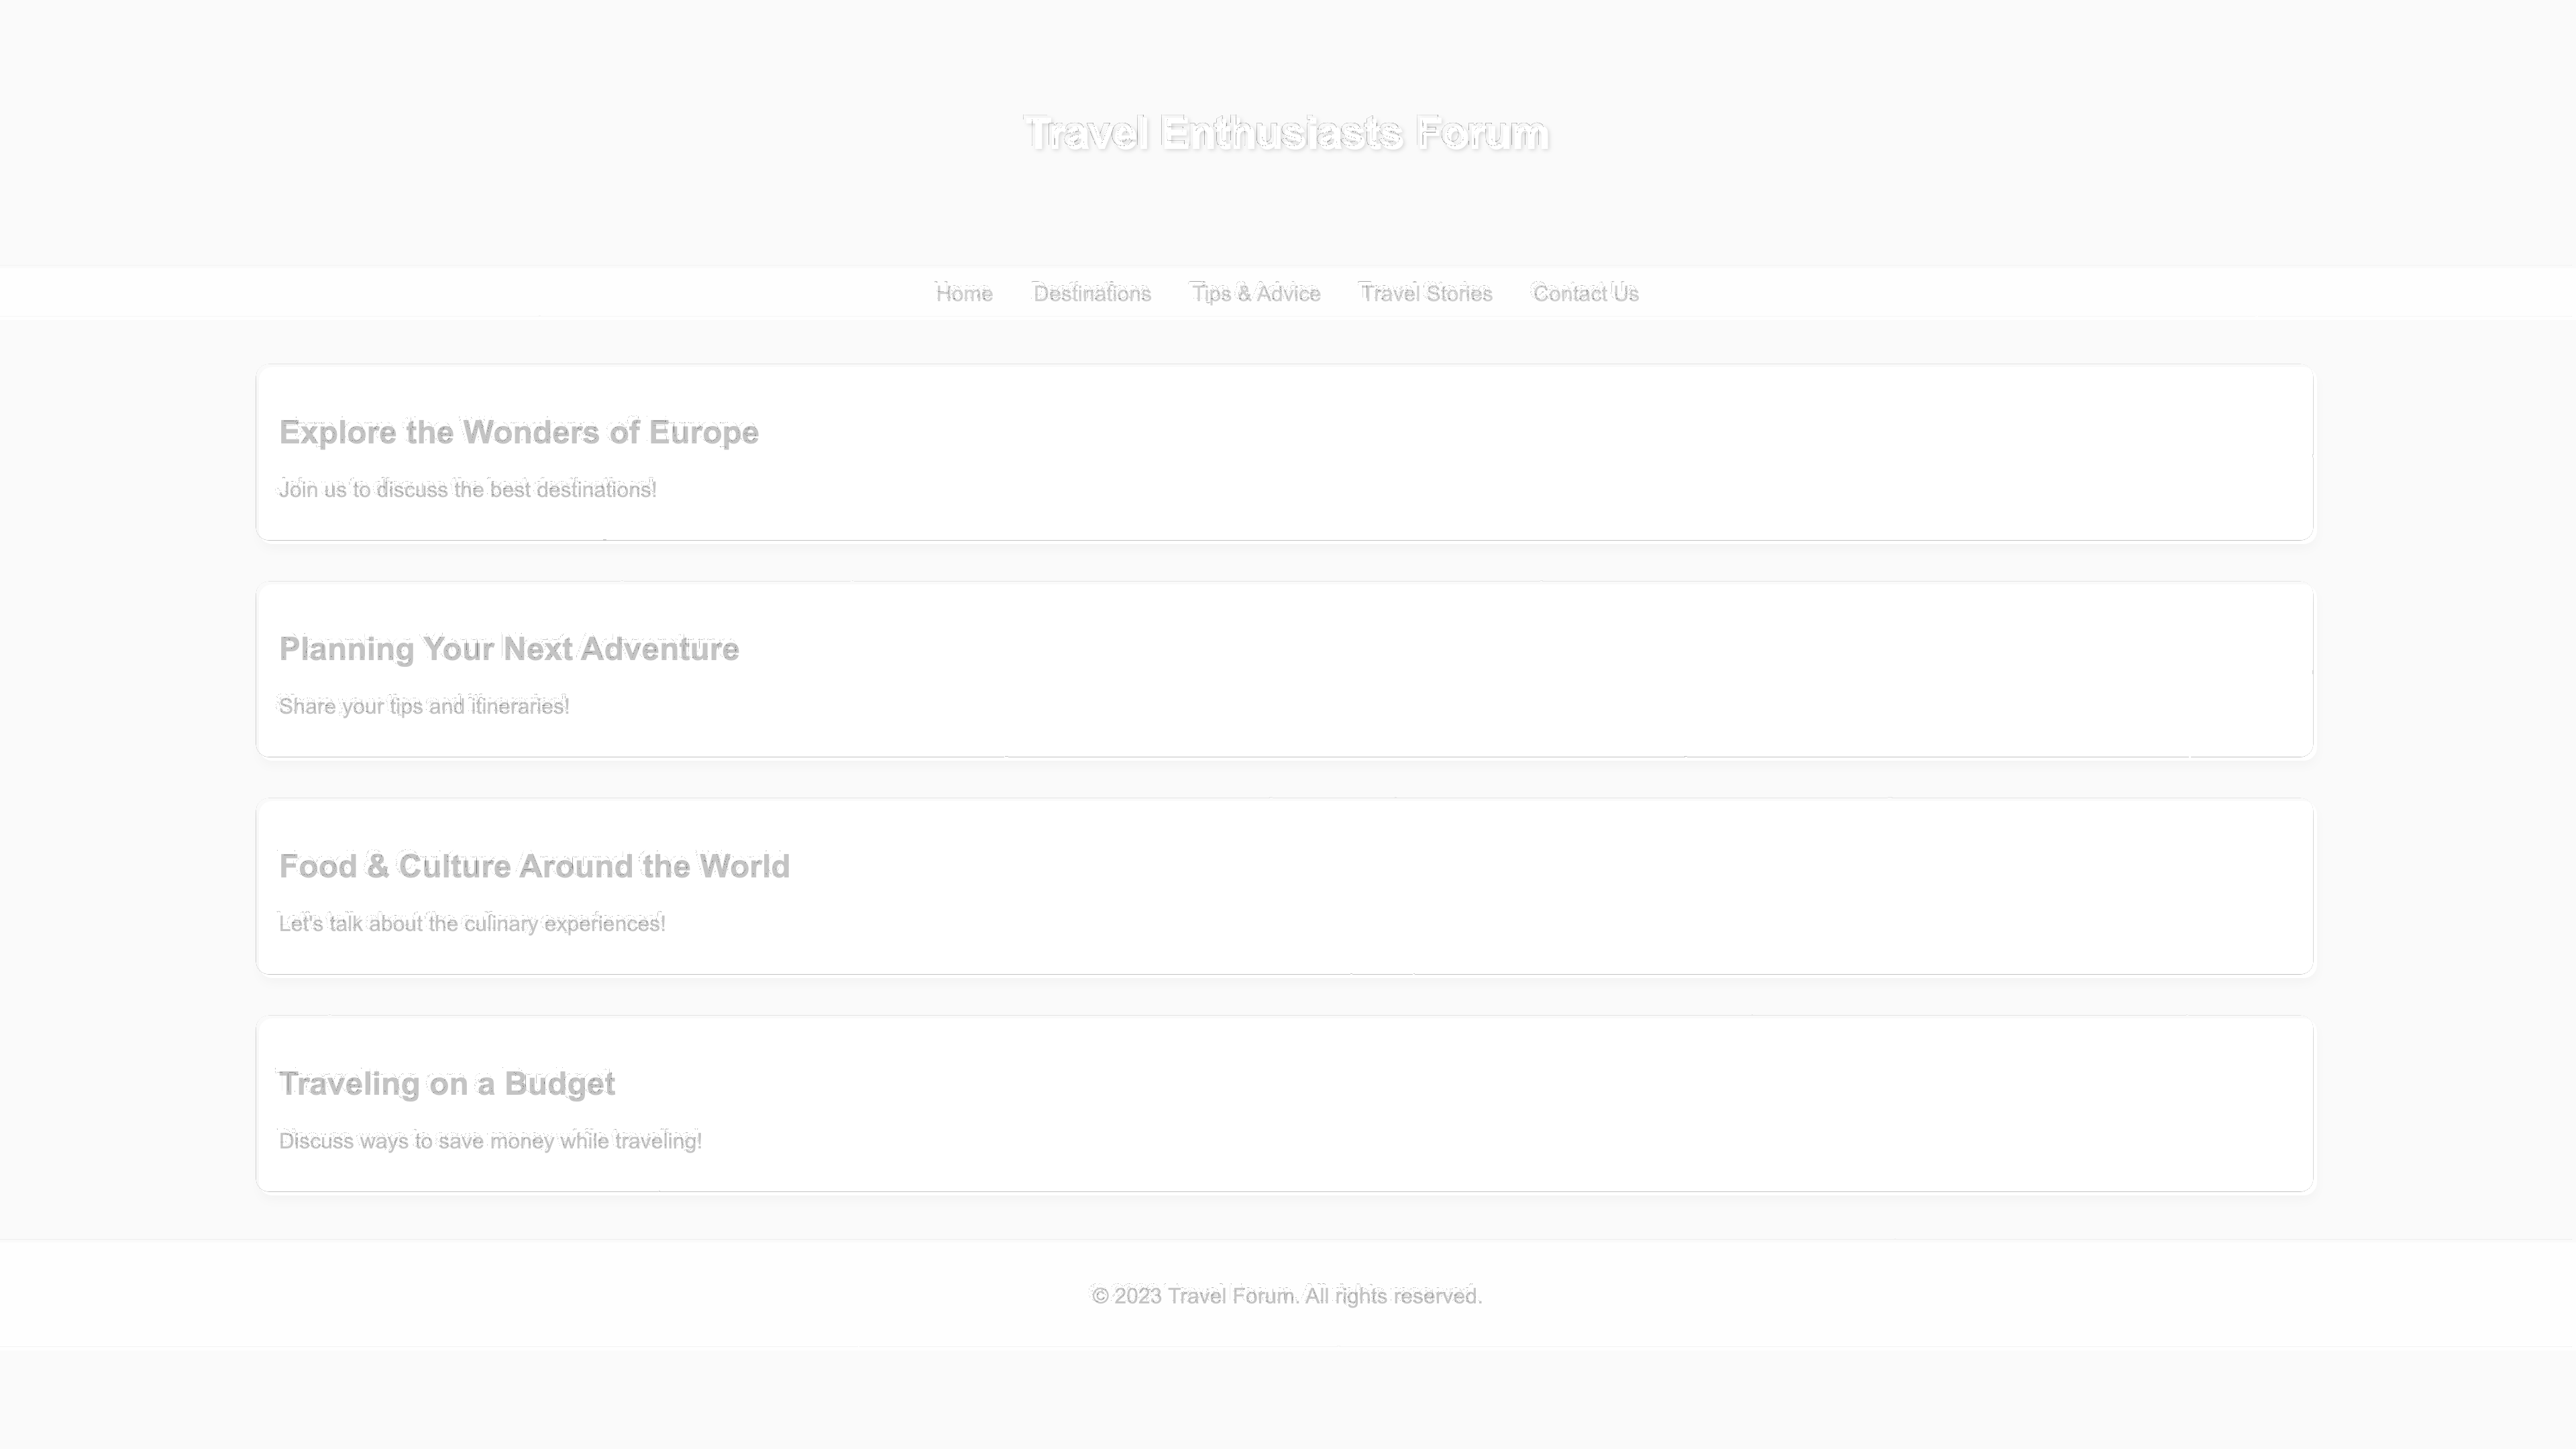 Travel Enthusiasts Forum
Home Destinations Tips & Advice Travel Stories Contact Us
Explore the Wonders of Europe
Join us to discuss the best destinations!
Planning Your Next Adventure
Share your tips and itineraries!
Food & Culture Around the World
Let's talk about the culinary experiences!
Traveling on a Budget
Discuss ways to save money while traveling!
© 2023 Travel Forum. All rights reserved.